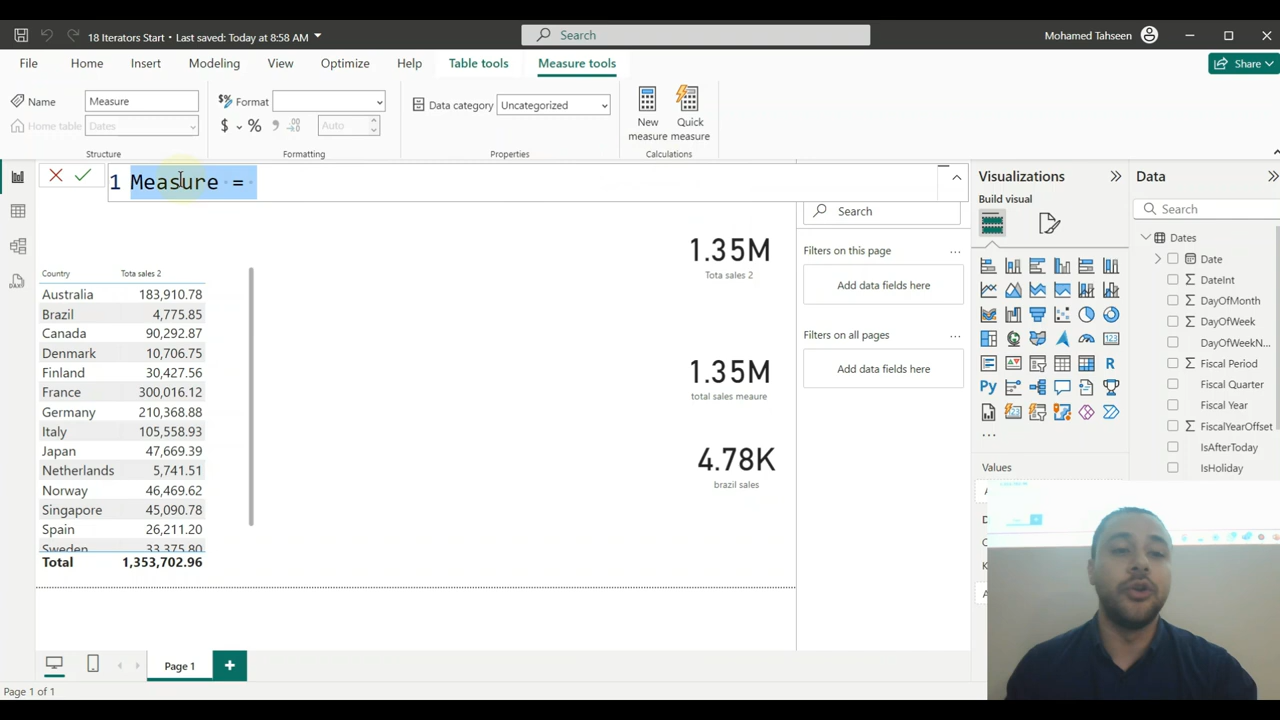 18 Iterators Start • Last saved: Today at 8:58 AM
Search
Mohamed Tahseen
File Home Insert Modeling View Optimize Help Table tools Measure tools
Share
Name Measure
Home table Dates
Structure
Format
$ % Auto
Formatting
Data category Uncategorized
Properties
New measure
Quick measure
Calculations
1 Measure =
Country Tota sales 2
Australia 183,910.78
Brazil 4,775.85
Canada 90,292.87
Denmark 10,706.75
Finland 30,427.56
France 300,016.12
Germany 210,368.88
Italy 105,558.93
Japan 47,669.39
Netherlands 5,741.51
Norway 46,469.62
Singapore 45,090.78
Spain 26,211.20
Sweden 33,375.80
Total 1,353,702.96
1.35M
Tota sales 2
1.35M
total sales meaure
4.78K
brazil sales
Search
Filters on this page ...
Add data fields here
Filters on all pages ...
Add data fields here
Visualizations
Build visual
R
Py
123
...
Values
Data
Search
Dates
Date
DateInt
DayOfMonth
DayOfWeek
DayOfWeekN...
Fiscal Period
Fiscal Quarter
Fiscal Year
FiscalYearOffset
IsAfterToday
IsHoliday
Page 1
Page 1 of 1